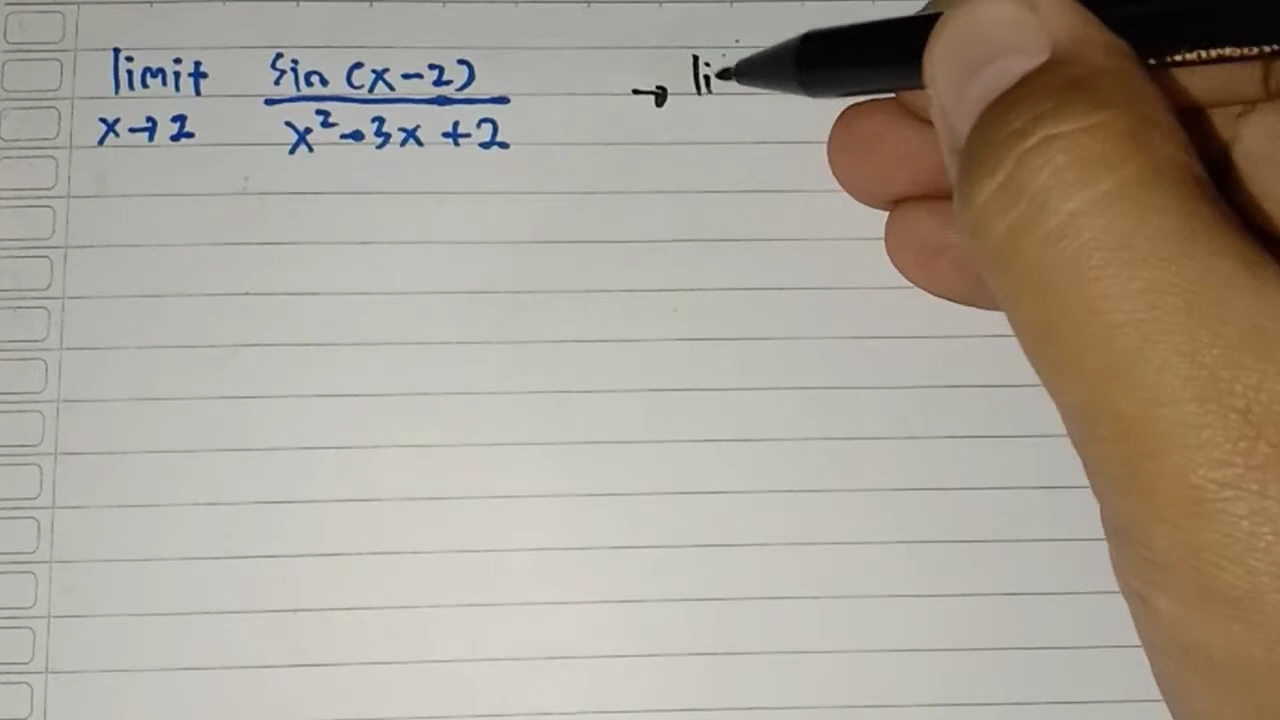 limit sin (x-2) → li
x→2 x²-3x+2